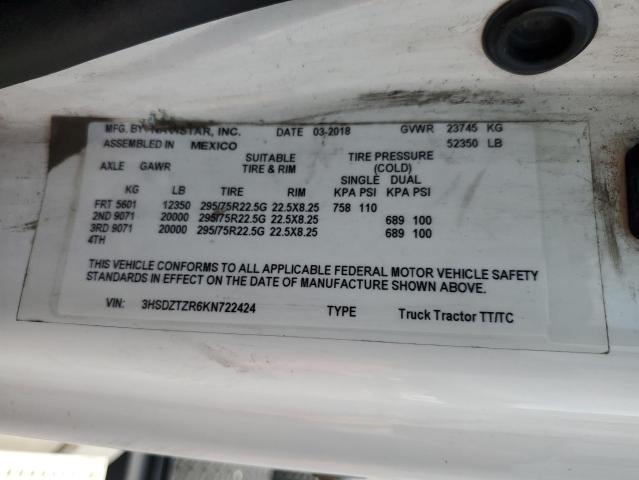 MFG. BY NAVISTAR, INC. DATE 03-2018 GVWR 23745 KG
ASSEMBLED IN MEXICO 52350 LB
AXLE GAWR SUITABLE TIRE & RIM TIRE PRESSURE (COLD)
SINGLE DUAL
KG LB TIRE RIM KPA PSI KPA PSI
FRT 5601 12350 295/75R22.5G 22.5X8.25 758 110
2ND 9071 20000 295/75R22.5G 22.5X8.25 689 100
3RD 9071 20000 295/75R22.5G 22.5X8.25 689 100
4TH
THIS VEHICLE CONFORMS TO ALL APPLICABLE FEDERAL MOTOR VEHICLE SAFETY
STANDARDS IN EFFECT ON THE DATE OF MANUFACTURE SHOWN ABOVE.
VIN: 3HSDZTZR6KN722424 TYPE Truck Tractor TT/TC